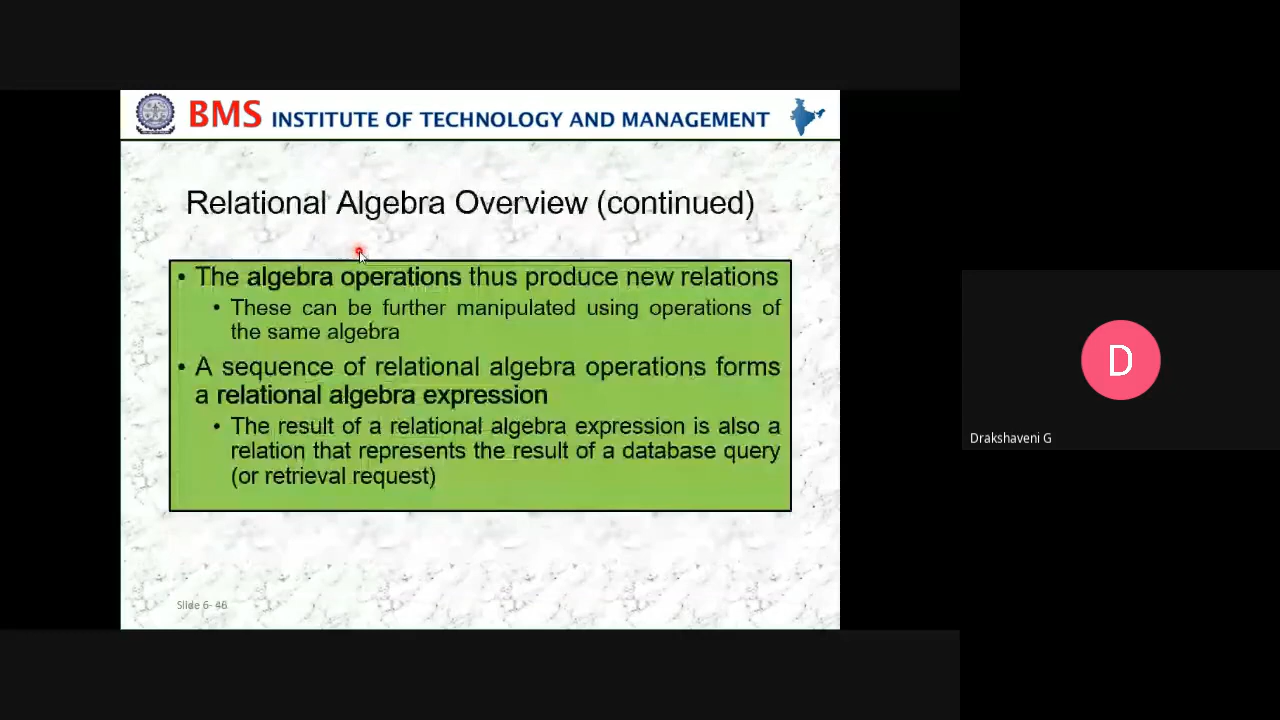 BMS INSTITUTE OF TECHNOLOGY AND MANAGEMENT
Relational Algebra Overview (continued)
• The algebra operations thus produce new relations
• These can be further manipulated using operations of
the same algebra
• A sequence of relational algebra operations forms
a relational algebra expression
• The result of a relational algebra expression is also a
relation that represents the result of a database query
(or retrieval request)
Slide 6- 46
D
Drakshaveni G